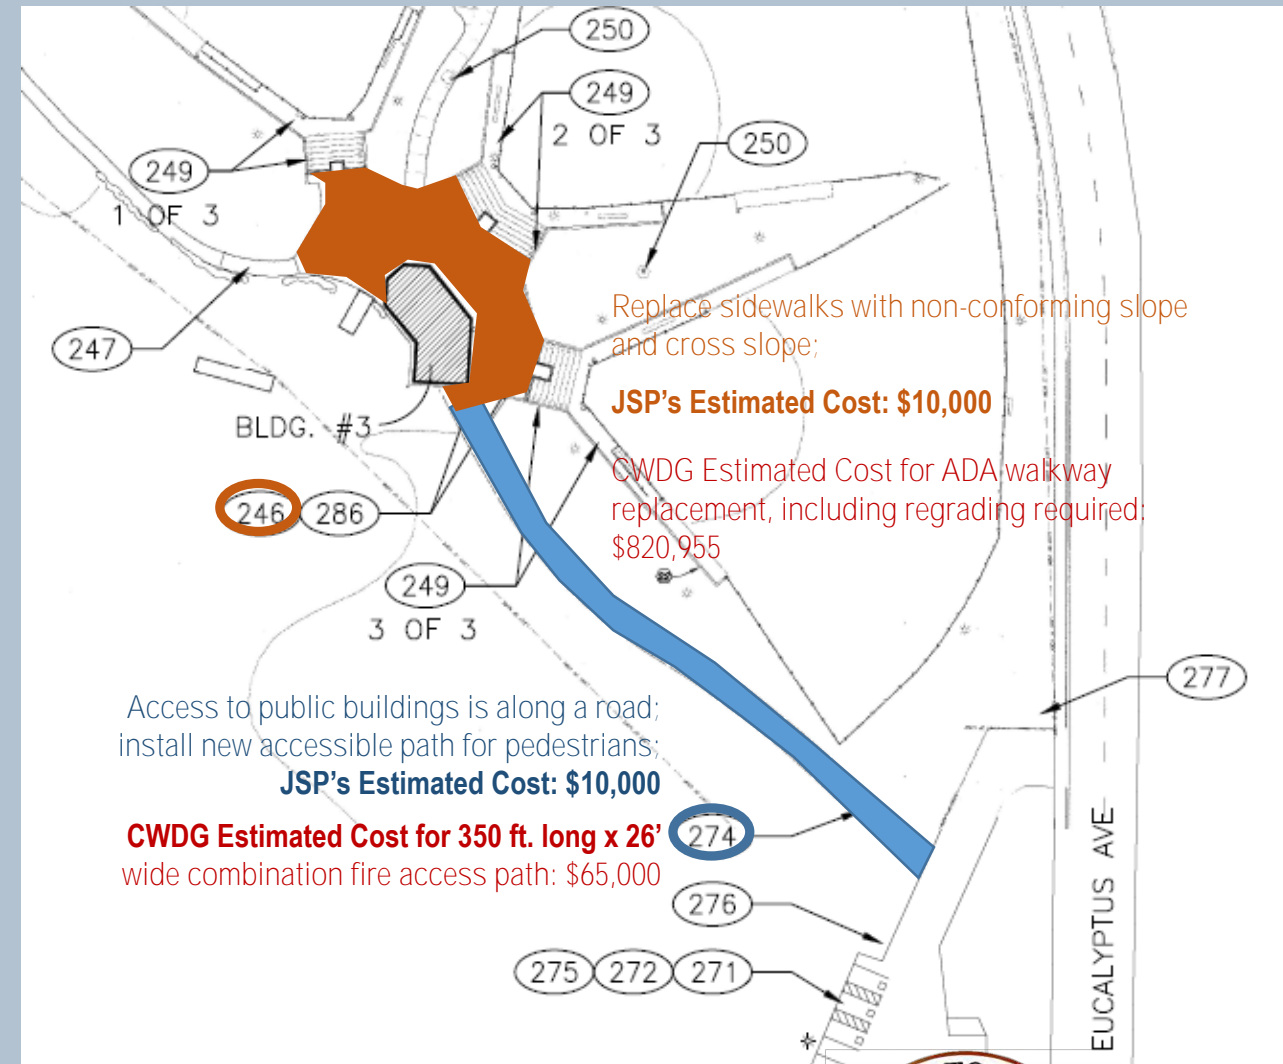 250
249
2 OF 3
250
249
1 OF 3
247
Replace sidewalks with non-conforming slope
and cross slope;
JSP's Estimated Cost: $10,000
BLDG. #3
CWDG Estimated Cost for ADA walkway
replacement, including regrading required:
$820,955
246 286
249
3 OF 3
277
Access to public buildings is along a road;
install new accessible path for pedestrians;
JSP's Estimated Cost: $10,000
CWDG Estimated Cost for 350 ft. long x 26'
wide combination fire access path: $65,000
274
276
275 272 271
EUCALYPTUS AVE